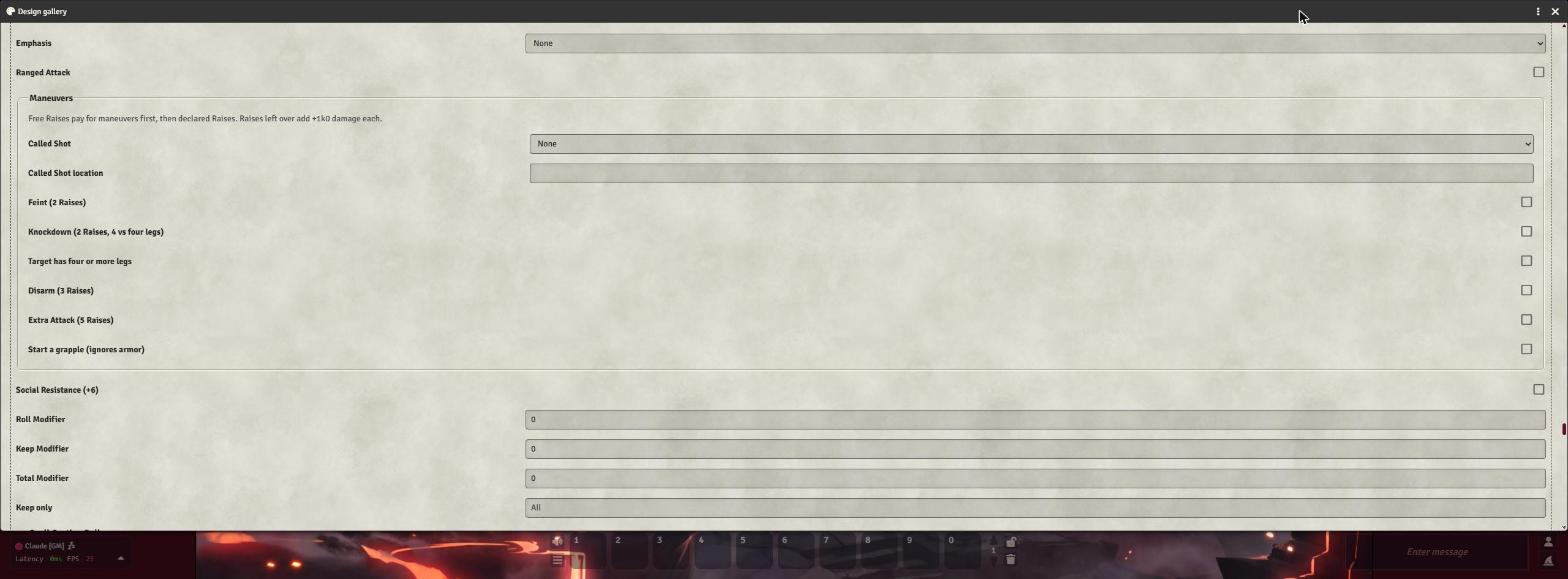 Design gallery
Emphasis None
Ranged Attack
Maneuvers
Free Raises pay for maneuvers first, then declared Raises. Raises left over add +1k0 damage each.
Called Shot None
Called Shot location
Feint (2 Raises)
Knockdown (2 Raises, 4 vs four legs)
Target has four or more legs
Disarm (3 Raises)
Extra Attack (5 Raises)
Start a grapple (ignores armor)
Social Resistance (+6)
Roll Modifier 0
Keep Modifier 0
Total Modifier 0
Keep only All
Claude [GM]
Latency 0ms FPS 25
1 2 3 4 5 6 7 8 9 0 1
Enter message